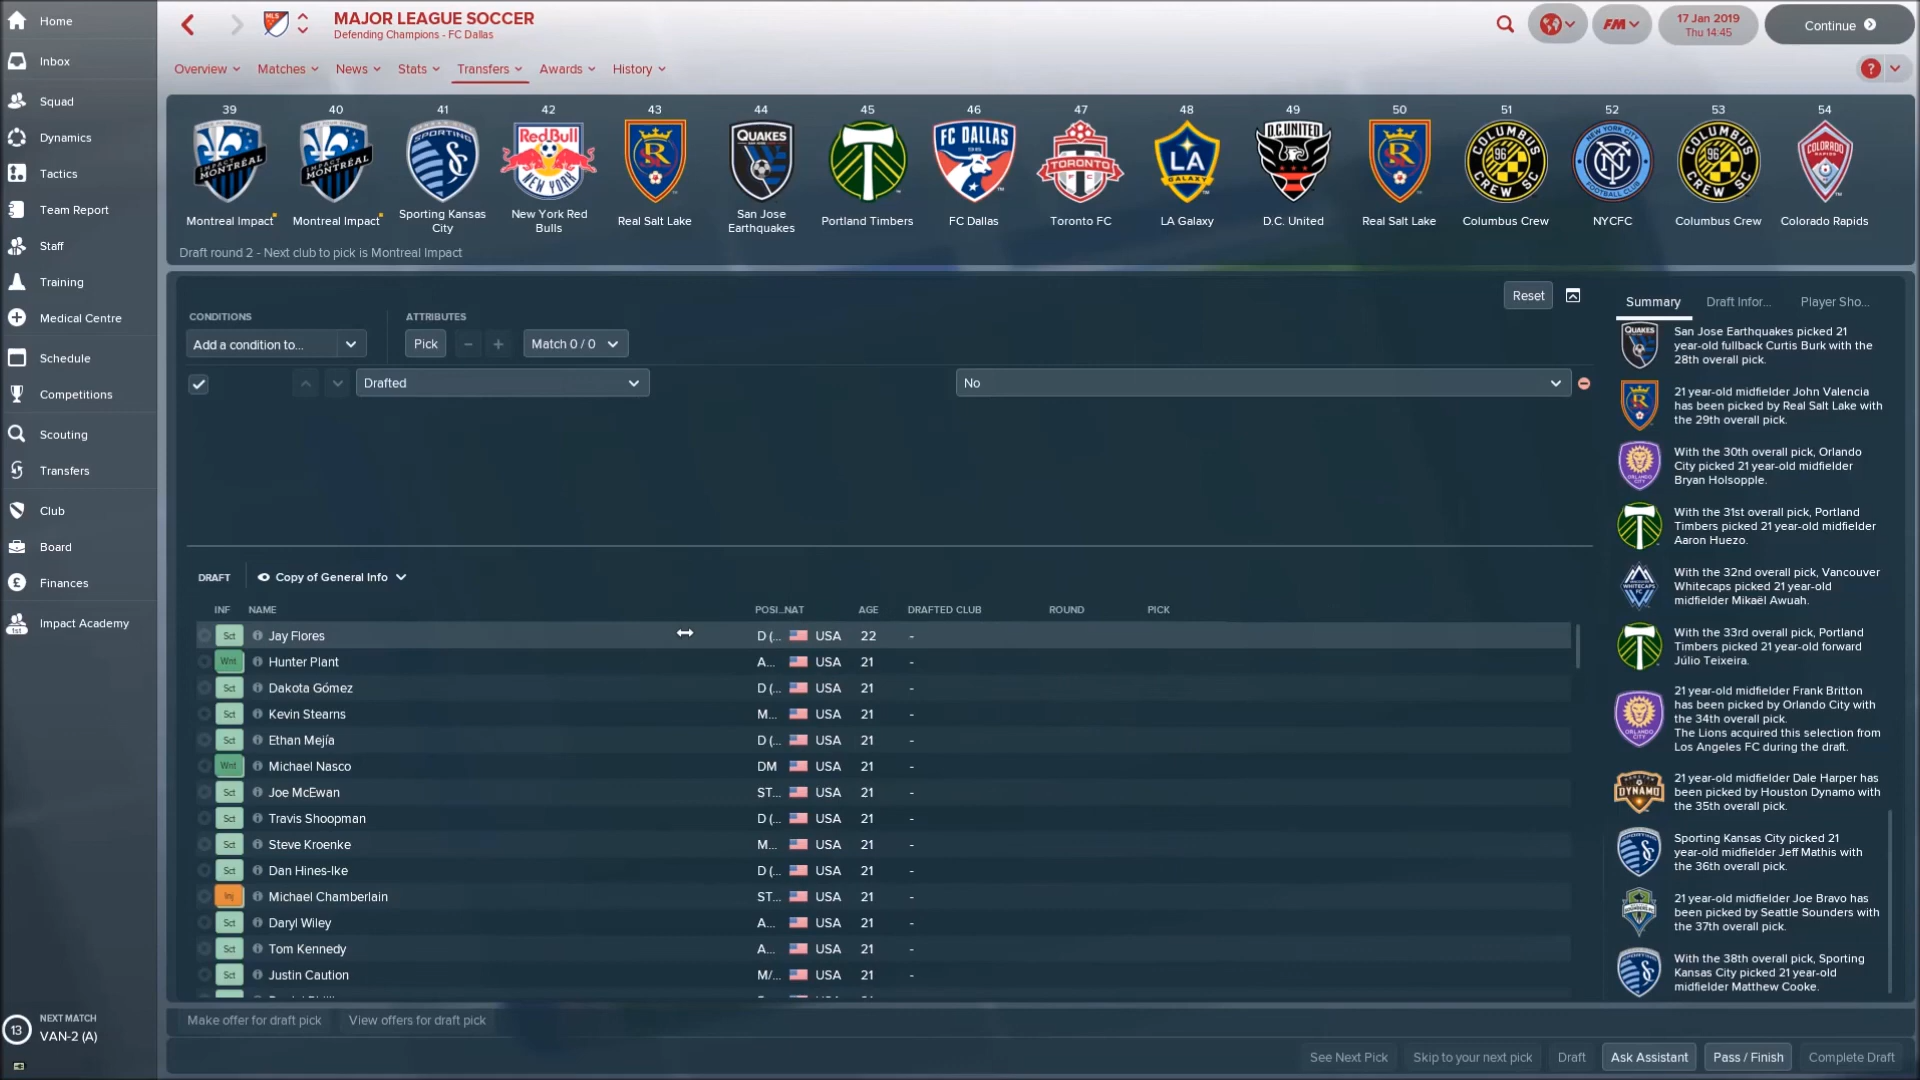 Home
Inbox
Squad
Dynamics
Tactics
Team Report
Staff
Training
Medical Centre
Schedule
Competitions
Scouting
Transfers
Club
Board
Finances
Impact Academy
1st
13
NEXT MATCH
VAN-2 (A)
MLS
MAJOR LEAGUE SOCCER
Defending Champions - FC Dallas
FM
17 Jan 2019
Thu 14:45
Continue
Overview
Matches
News
Stats
Transfers
Awards
History
?
39 40 41 42 43 44 45 46 47 48 49 50 51 52 53 54
Montreal Impact
Montreal Impact
Sporting Kansas City
New York Red Bulls
Real Salt Lake
San Jose Earthquakes
Portland Timbers
FC Dallas
Toronto FC
LA Galaxy
D.C. United
Real Salt Lake
Columbus Crew
NYCFC
Columbus Crew
Colorado Rapids
Draft round 2 - Next club to pick is Montreal Impact
Reset
CONDITIONS
ATTRIBUTES
Add a condition to...
Pick
Match 0 / 0
Drafted
No
DRAFT
Copy of General Info
INF NAME POSI...NAT AGE DRAFTED CLUB ROUND PICK
Sct Jay Flores D (... USA 22 -
Wnt Hunter Plant A... USA 21 -
Sct Dakota Gómez D (... USA 21 -
Sct Kevin Stearns M... USA 21 -
Sct Ethan Mejía D (... USA 21 -
Wnt Michael Nasco DM USA 21 -
Sct Joe McEwan ST... USA 21 -
Sct Travis Shoopman D (... USA 21 -
Sct Steve Kroenke M... USA 21 -
Sct Dan Hines-Ike D (... USA 21 -
Inj Michael Chamberlain ST... USA 21 -
Sct Daryl Wiley A... USA 21 -
Sct Tom Kennedy A... USA 21 -
Sct Justin Caution M/... USA 21 -
Summary
Draft Infor...
Player Sho...
San Jose Earthquakes picked 21
year-old fullback Curtis Burk with the
28th overall pick.
21 year-old midfielder John Valencia
has been picked by Real Salt Lake with
the 29th overall pick.
With the 30th overall pick, Orlando
City picked 21 year-old midfielder
Bryan Holsopple.
With the 31st overall pick, Portland
Timbers picked 21 year-old midfielder
Aaron Huezo.
With the 32nd overall pick, Vancouver
Whitecaps picked 21 year-old
midfielder Mikaël Awuah.
With the 33rd overall pick, Portland
Timbers picked 21 year-old forward
Júlio Teixeira.
21 year-old midfielder Frank Britton
has been picked by Orlando City with
the 34th overall pick.
The Lions acquired this selection from
Los Angeles FC during the draft.
21 year-old midfielder Dale Harper has
been picked by Houston Dynamo with
the 35th overall pick.
Sporting Kansas City picked 21
year-old midfielder Jeff Mathis with
the 36th overall pick.
21 year-old midfielder Joe Bravo has
been picked by Seattle Sounders with
the 37th overall pick.
With the 38th overall pick, Sporting
Kansas City picked 21 year-old
midfielder Matthew Cooke.
Make offer for draft pick
View offers for draft pick
See Next Pick
Skip to your next pick
Draft
Ask Assistant
Pass / Finish
Complete Draft